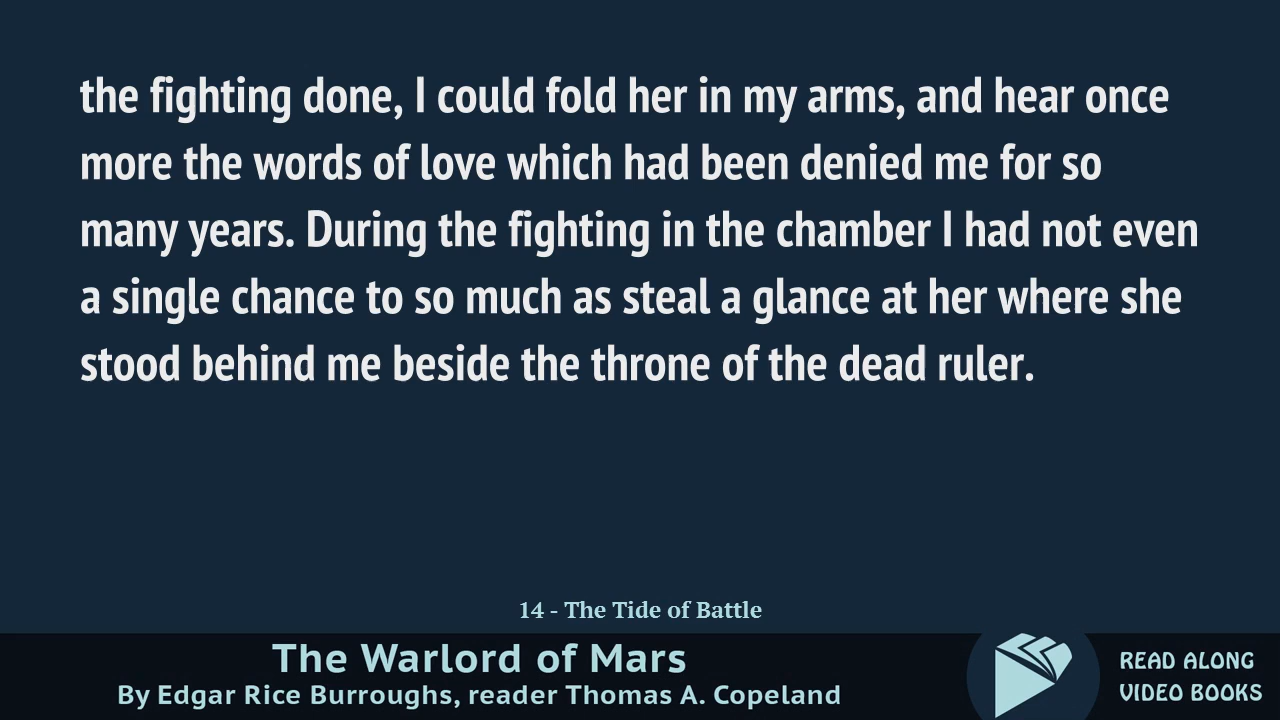 the fighting done, I could fold her in my arms, and hear once
more the words of love which had been denied me for so
many years. During the fighting in the chamber I had not even
a single chance to so much as steal a glance at her where she
stood behind me beside the throne of the dead ruler.
14 - The Tide of Battle
The Warlord of Mars
By Edgar Rice Burroughs, reader Thomas A. Copeland
READ ALONG
VIDEO BOOKS